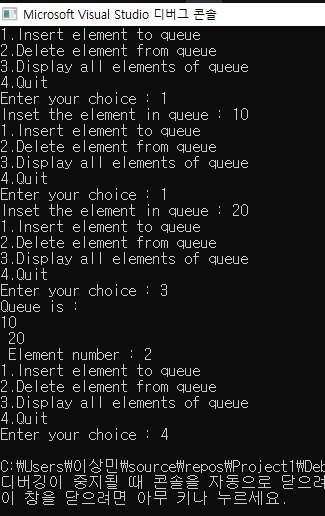 Microsoft Visual Studio 디버그 콘솔
1.Insert element to queue
2.Delete element from queue
3.Display all elements of queue
4.Quit
Enter your choice : 1
Inset the element in queue : 10
1.Insert element to queue
2.Delete element from queue
3.Display all elements of queue
4.Quit
Enter your choice : 1
Inset the element in queue : 20
1.Insert element to queue
2.Delete element from queue
3.Display all elements of queue
4.Quit
Enter your choice : 3
Queue is :
10
20
Element number : 2
1.Insert element to queue
2.Delete element from queue
3.Display all elements of queue
4.Quit
Enter your choice : 4
C:₩Users₩이상민₩source₩repos₩Project1₩Deb
디버깅이 중지될 때 콘솔을 자동으로 닫으려
이 창을 닫으려면 아무 키나 누르세요.